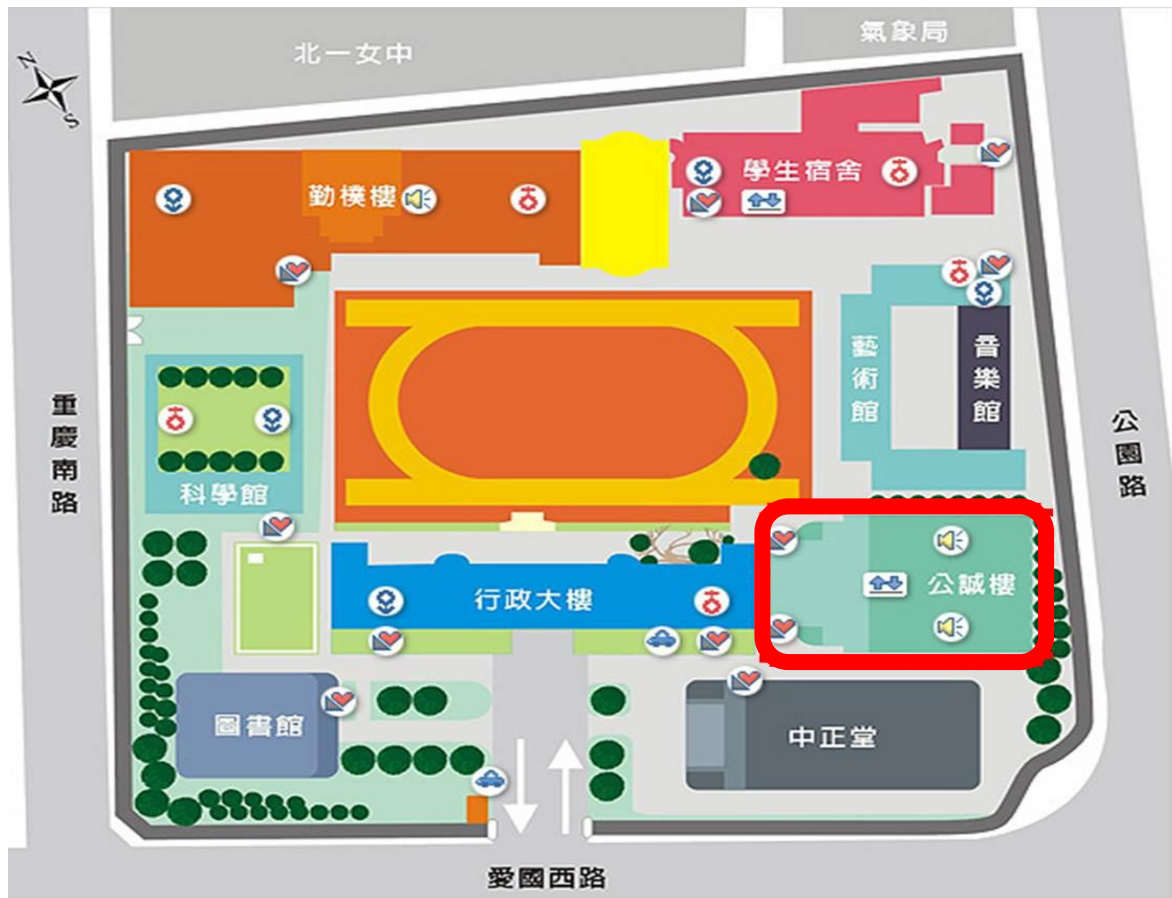 北一女中
氣象局
N
S
勤樸樓
學生宿舍
藝術館
音樂館
重慶南路
公園路
科學館
行政大樓
公誠樓
圖書館
中正堂
愛國西路